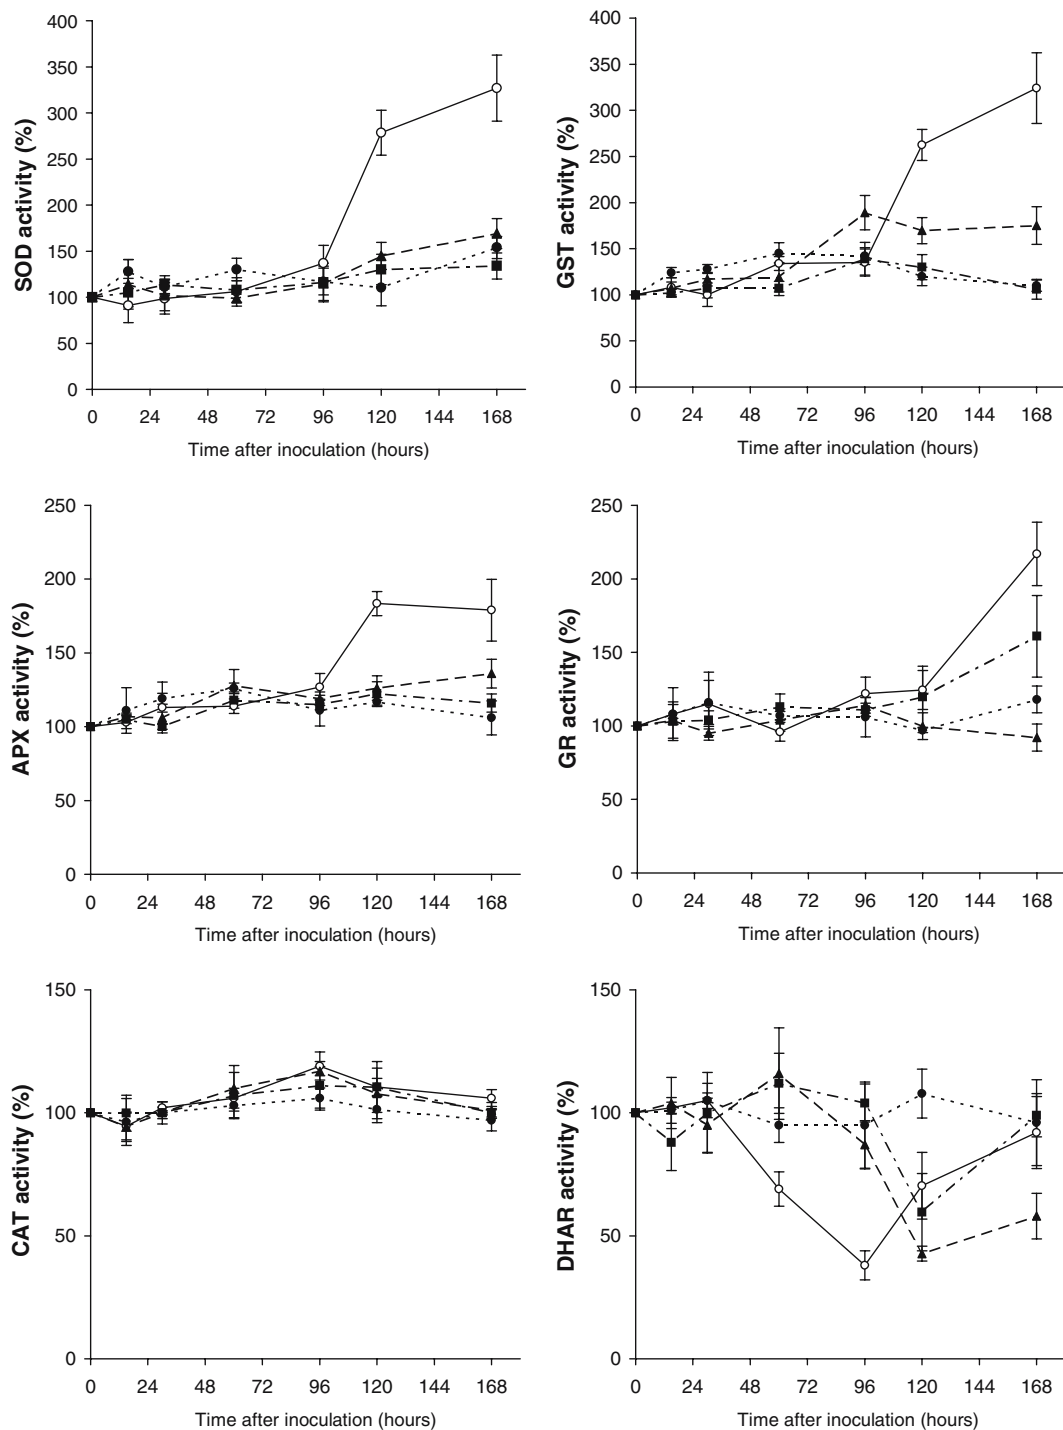 SOD activity (%)
400
350
300
250
200
150
100
50
0
0 24 48 72 96 120 144 168
Time after inoculation (hours)
GST activity (%)
400
350
300
250
200
150
100
50
0
0 24 48 72 96 120 144 168
Time after inoculation (hours)
APX activity (%)
250
200
150
100
50
0
0 24 48 72 96 120 144 168
Time after inoculation (hours)
GR activity (%)
250
200
150
100
50
0
0 24 48 72 96 120 144 168
Time after inoculation (hours)
CAT activity (%)
150
100
50
0
0 24 48 72 96 120 144 168
Time after inoculation (hours)
DHAR activity (%)
150
100
50
0
0 24 48 72 96 120 144 168
Time after inoculation (hours)